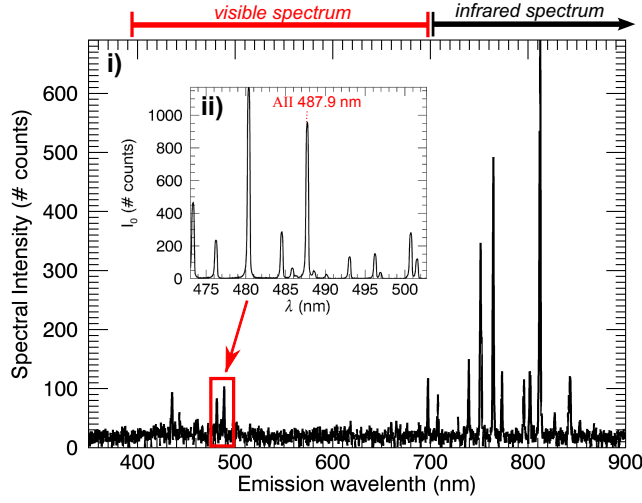 visible spectrum infrared spectrum
i)
Spectral Intensity (# counts)
600
500
400
300
200
100
0
400 500 600 700 800 900
Emission wavelenth (nm)
ii)
AII 487.9 nm
I₀ (# counts)
1000
800
600
400
200
0
475 480 485 490 495 500
λ (nm)